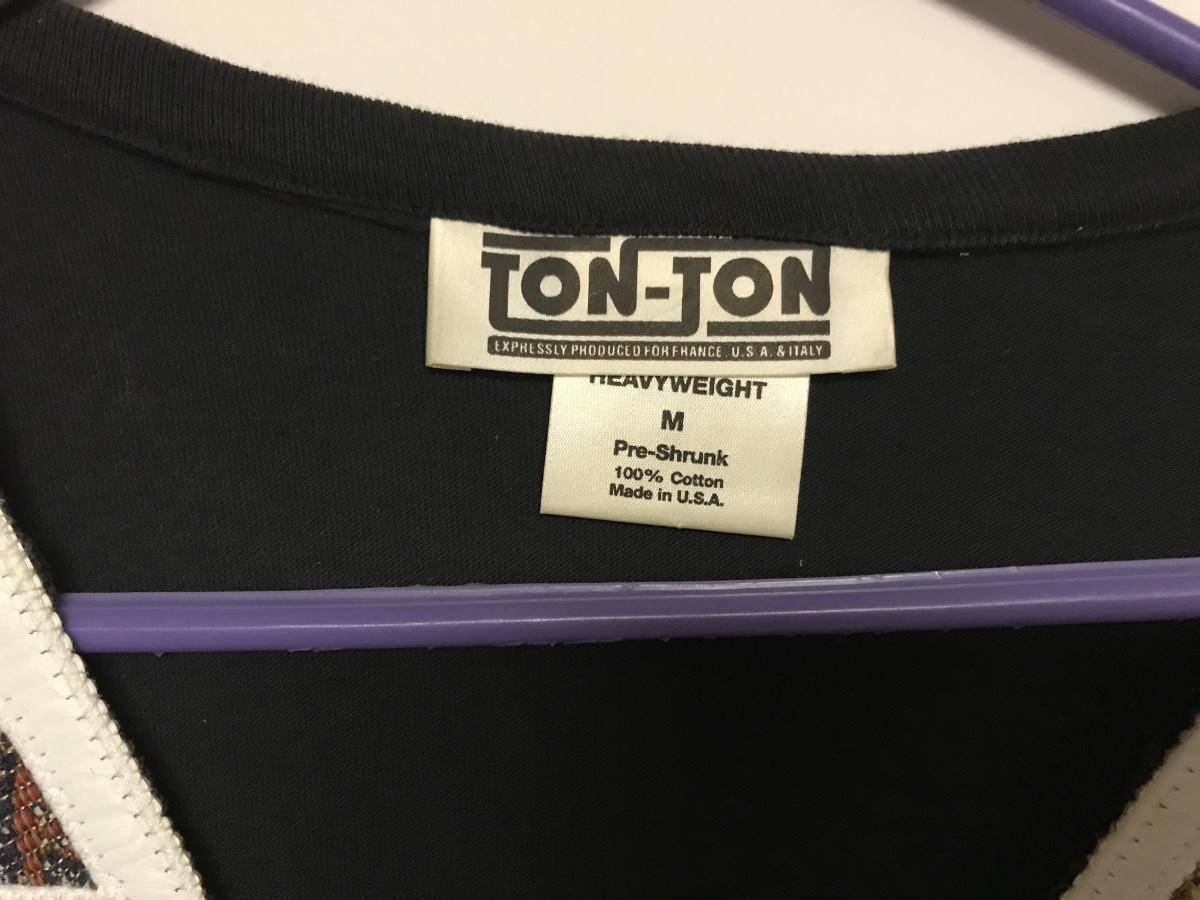 TON-TON
EXPRESSLY PRODUCED FOR FRANCE. U.S.A. & ITALY
HEAVYWEIGHT
M
Pre-Shrunk
100% Cotton
Made in U.S.A.